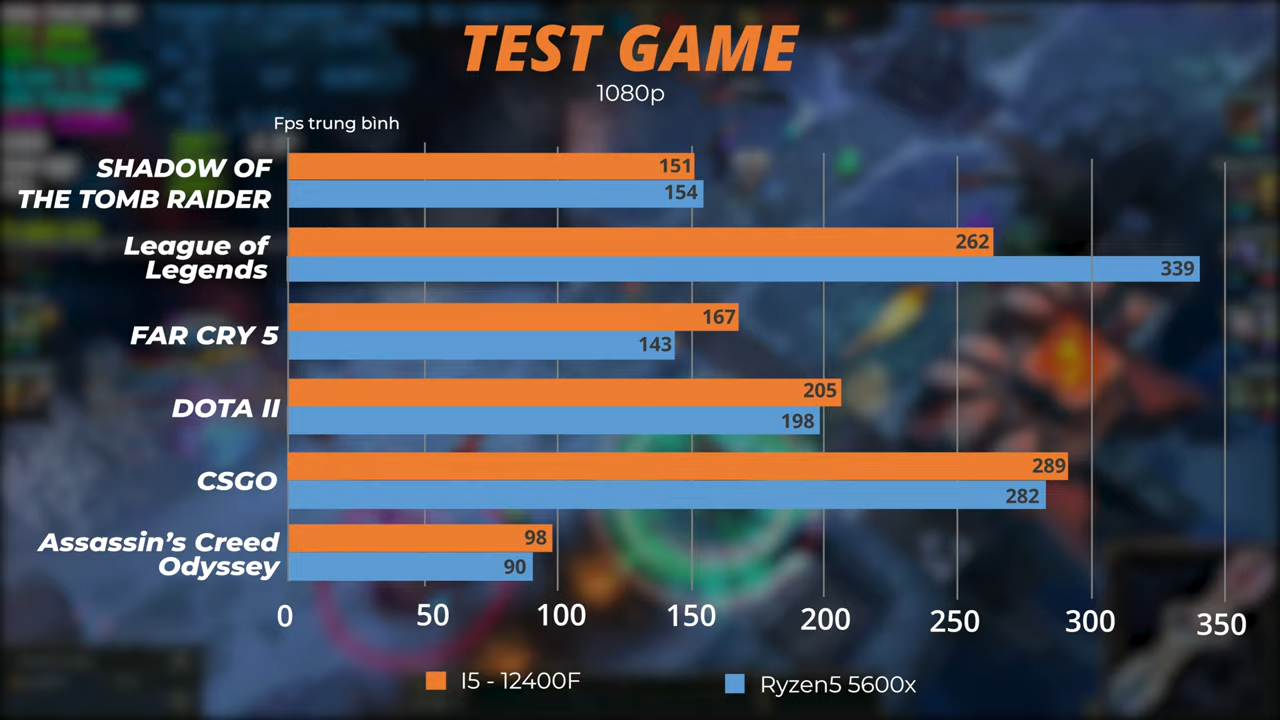 TEST GAME
1080p
Fps trung bình
SHADOW OF
THE TOMB RAIDER
151
154
League of
Legends
262
339
FAR CRY 5
167
143
DOTA II
205
198
CSGO
289
282
Assassin’s Creed
Odyssey
98
90
0 50 100 150 200 250 300 350
I5 - 12400F
Ryzen5 5600x